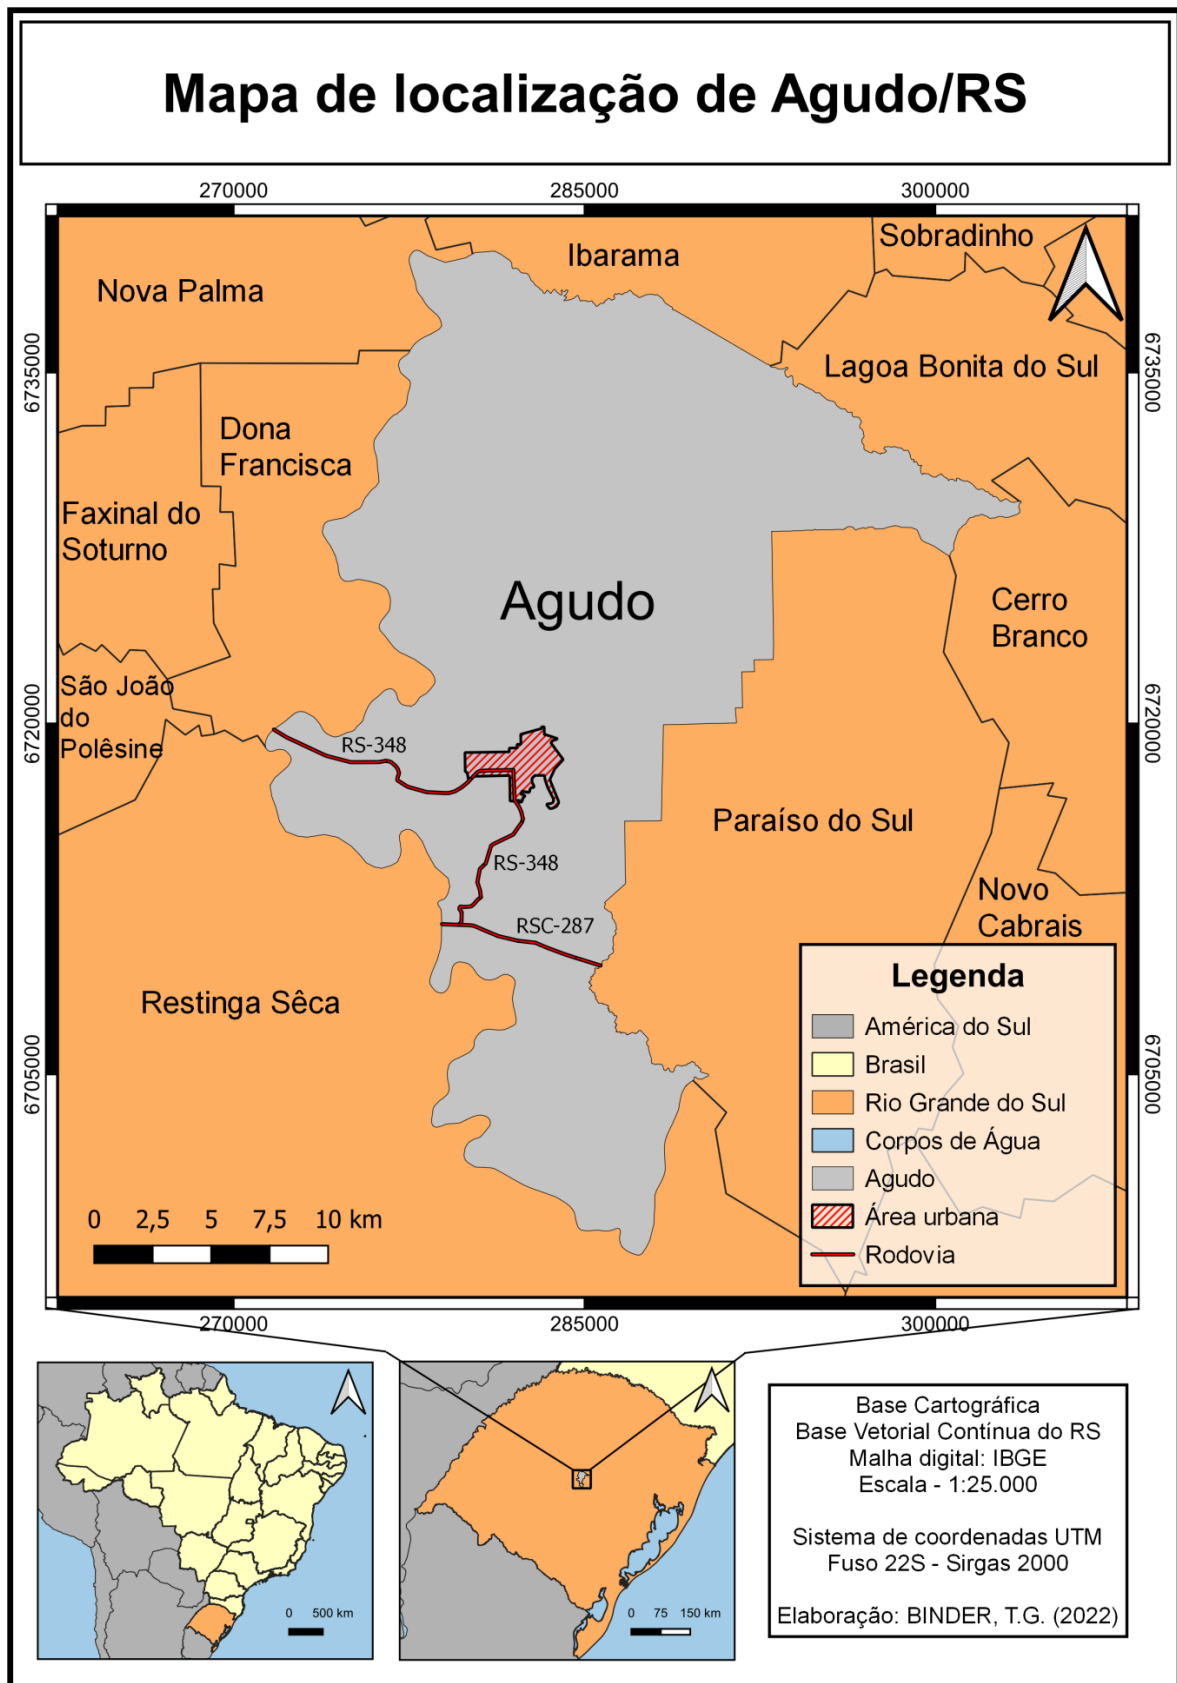 Mapa de localização de Agudo/RS
270000
285000
300000
Nova Palma
Ibarama
Sobradinho
Lagoa Bonita do Sul
6735000
6735000
Dona
Francisca
Faxinal do
Soturno
Agudo
Cerro
Branco
São João
do
Polêsine
6720000
6720000
RS-348
Paraíso do Sul
RS-348
Novo
Cabrais
RSC-287
Restinga Sêca
6705000
6705000
Legenda
América do Sul
Brasil
Rio Grande do Sul
Corpos de Água
Agudo
Área urbana
Rodovia
0 2,5 5 7,5 10 km
270000
285000
300000
0 500 km
0 75 150 km
Base Cartográfica
Base Vetorial Contínua do RS
Malha digital: IBGE
Escala - 1:25.000
Sistema de coordenadas UTM
Fuso 22S - Sirgas 2000
Elaboração: BINDER, T.G. (2022)